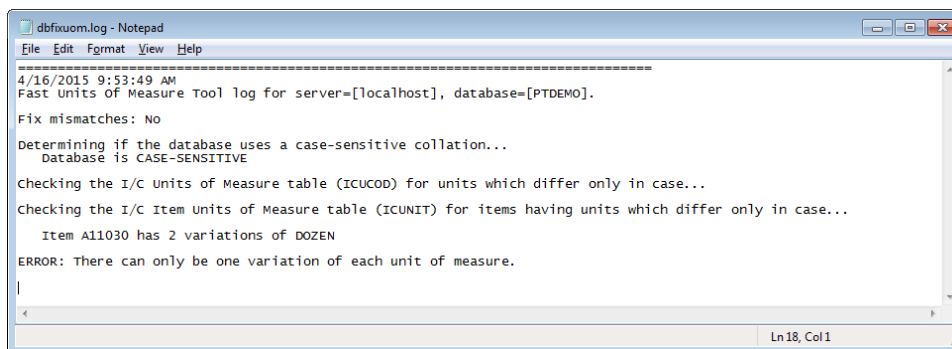 dbfixuom.log - Notepad
File Edit Format View Help
================================================================================
4/16/2015 9:53:49 AM
Fast Units Of Measure Tool log for server=[localhost], database=[PTDEMO].
Fix mismatches: No
Determining if the database uses a case-sensitive collation...
Database is CASE-SENSITIVE
Checking the I/C Units of Measure table (ICUCOD) for units which differ only in case...
Checking the I/C Item Units of Measure table (ICUNIT) for items having units which differ only in case...
Item A11030 has 2 variations of DOZEN
ERROR: There can only be one variation of each unit of measure.
Ln 18, Col 1